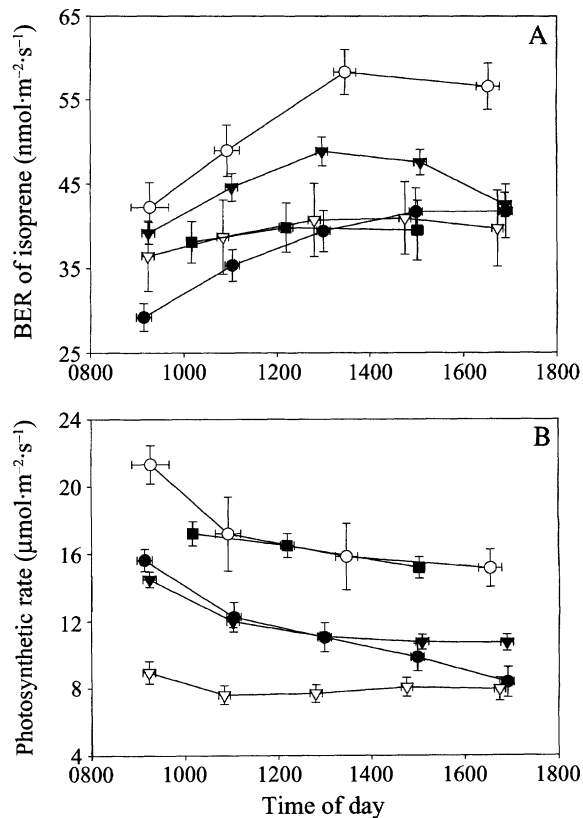 65
A
55
45
35
25
BER of isoprene (nmol·m⁻²·s⁻¹)
0800 1000 1200 1400 1600 1800
24
B
20
16
12
8
4
Photosynthetic rate (μmol·m⁻²·s⁻¹)
0800 1000 1200 1400 1600 1800
Time of day